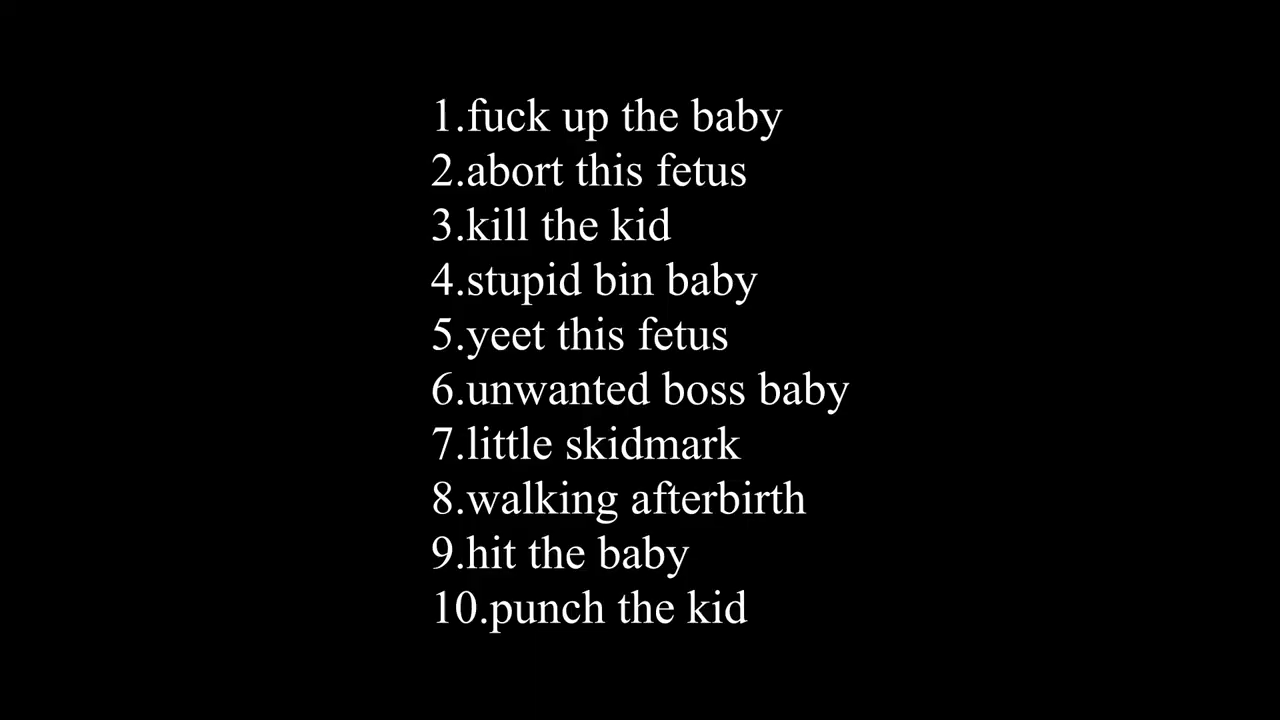 1.fuck up the baby
2.abort this fetus
3.kill the kid
4.stupid bin baby
5.yeet this fetus
6.unwanted boss baby
7.little skidmark
8.walking afterbirth
9.hit the baby
10.punch the kid